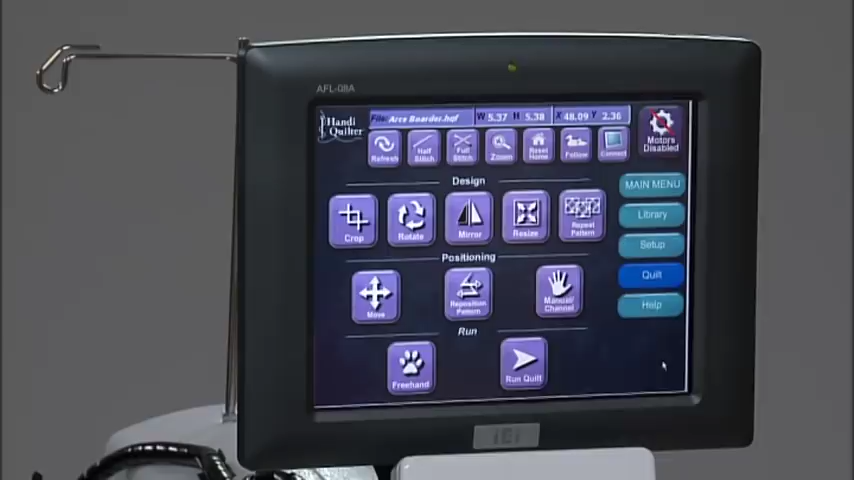 AFL-08A
Handi Quilter
File: Arce Boarder.hqf W 5.37 H 5.38 X 48.09 Y 2.36
Motors Disabled
Refresh Half Stitch Full Stitch Zoom Reset Home Follow Connect
Design
MAIN MENU
Crop Rotate Mirror Resize Repeat Pattern
Library
Setup
Positioning
Quilt
Move Reposition Pattern Manual/Channel
Help
Run
Freehand Run Quilt
IEI